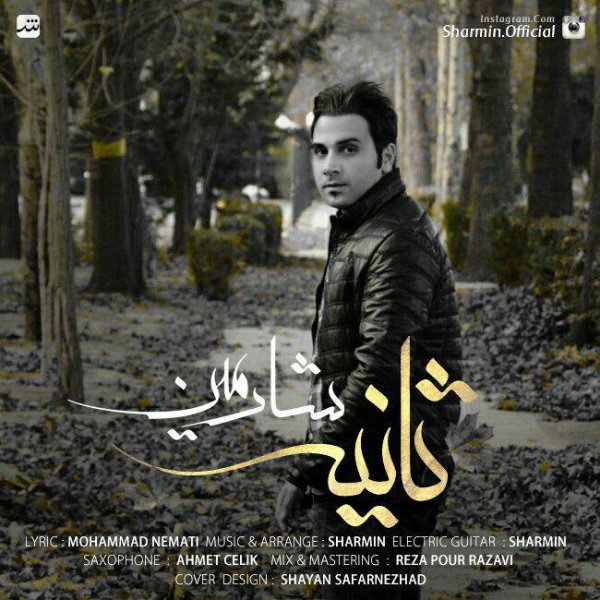 Instagram.Com
Sharmin.Official
شارمین
ثانیه
LYRIC : MOHAMMAD NEMATI MUSIC & ARRANGE : SHARMIN ELECTRIC GUITAR : SHARMIN
SAXOPHONE : AHMET CELIK MIX & MASTERING : REZA POUR RAZAVI
COVER DESIGN : SHAYAN SAFARNEZHAD